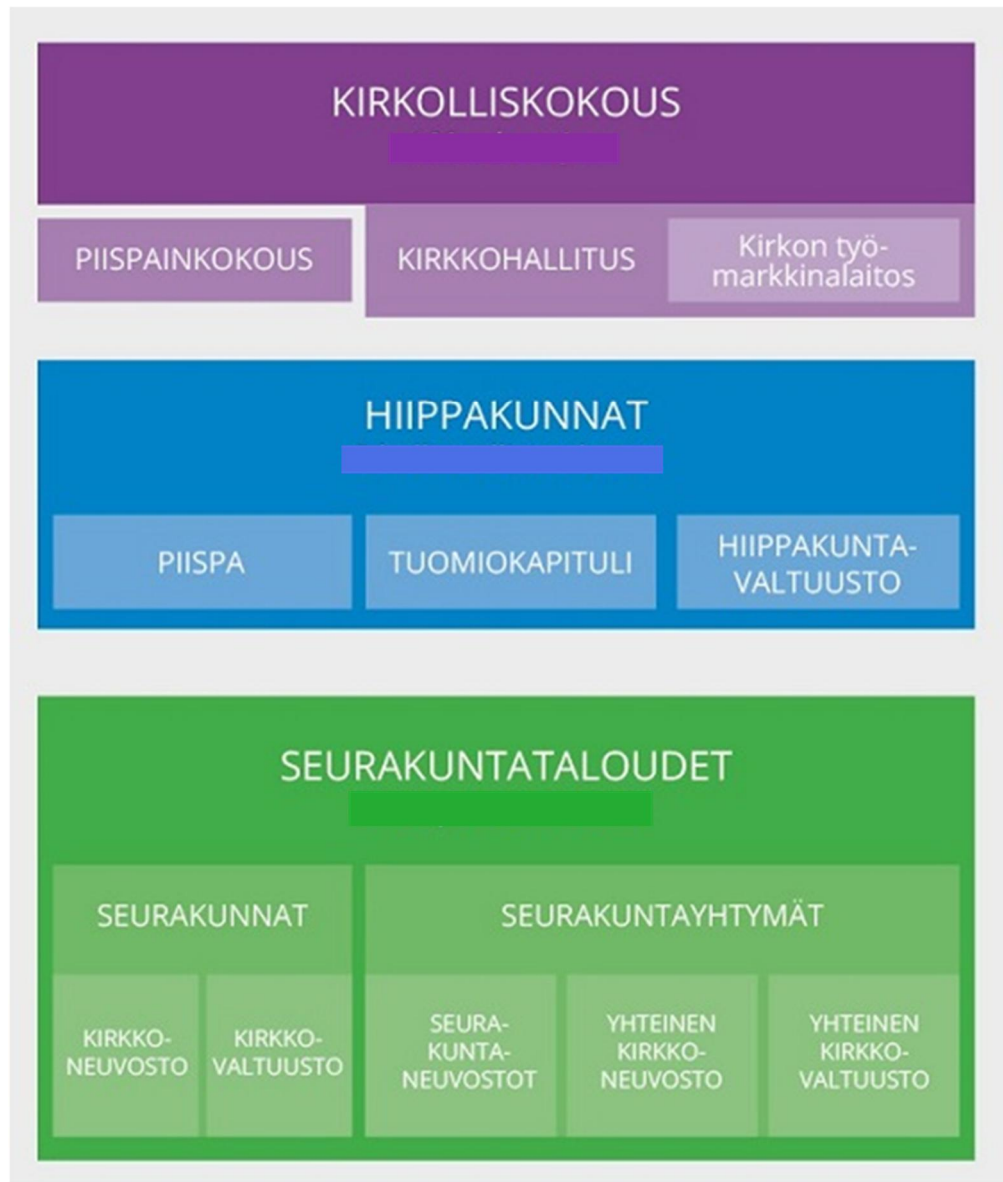 KIRKOLLISKOKOUS
PIISPAINKOKOUS
KIRKKOHALLITUS
Kirkon työ-
markkinalaitos
HIIPPAKUNNAT
PIISPA
TUOMIOKAPITULI
HIIPPAKUNTA-
VALTUUSTO
SEURAKUNTATALOUDET
SEURAKUNNAT
SEURAKUNTAYHTYMÄT
KIRKKO-
NEUVOSTO
KIRKKO-
VALTUUSTO
SEURA-
KUNTA-
NEUVOSTOT
YHTEINEN
KIRKKO-
NEUVOSTO
YHTEINEN
KIRKKO-
VALTUUSTO